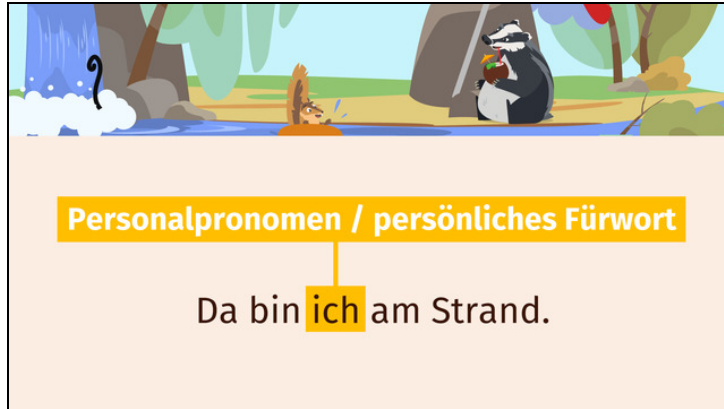 Personalpronomen / persönliches Fürwort
Da bin ich am Strand.